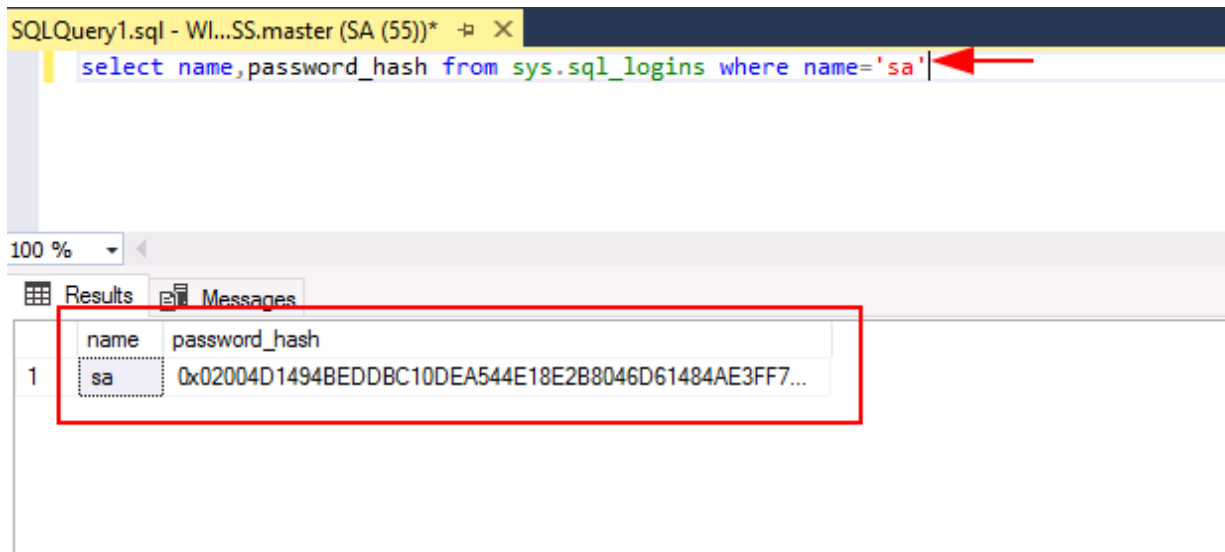 SQLQuery1.sql - WI...SS.master (SA (55))*
select name,password_hash from sys.sql_logins where name='sa'
100 %
Results Messages
name password_hash
1 sa 0x02004D1494BEDDBC10DEA544E18E2B8046D61484AE3FF7...